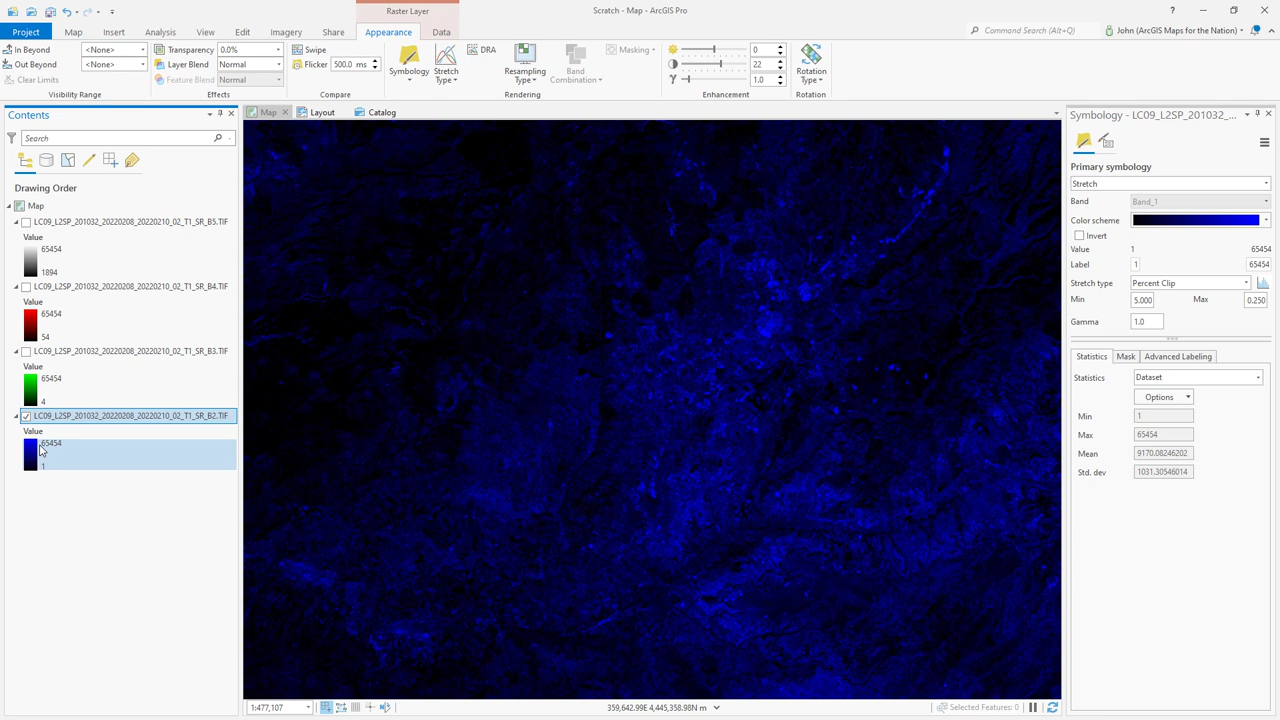 Raster Layer
Scratch - Map - ArcGIS Pro
Project Map Insert Analysis View Edit Imagery Share Appearance Data
Command Search (Alt+Q)
John (ArcGIS Maps for the Nation)
In Beyond <None>
Out Beyond <None>
Clear Limits
Visibility Range
Transparency 0.0%
Layer Blend Normal
Feature Blend Normal
Effects
Swipe
Flicker 500.0 ms
Compare
Symbology
Stretch Type
DRA
Resampling Type
Band Combination
Masking
Rendering
0
22
1.0
Enhancement
Rotation Type
Rotation
Contents
Search
Drawing Order
Map
LC09_L2SP_201032_20220208_20220210_02_T1_SR_B5.TIF
Value
65454
1894
LC09_L2SP_201032_20220208_20220210_02_T1_SR_B4.TIF
Value
65454
54
LC09_L2SP_201032_20220208_20220210_02_T1_SR_B3.TIF
Value
65454
4
LC09_L2SP_201032_20220208_20220210_02_T1_SR_B2.TIF
Value
65454
1
Map Layout Catalog
1:477,107
359,642.99E 4,445,358.98N m
Selected Features: 0
Symbology - LC09_L2SP_201032_...
Primary symbology
Stretch
Band Band_1
Color scheme
Invert
Value 1 65454
Label 1 65454
Stretch type Percent Clip
Min 5.000 Max 0.250
Gamma 1.0
Statistics Mask Advanced Labeling
Statistics Dataset
Options
Min 1
Max 65454
Mean 9170.08246202
Std. dev 1031.30546014